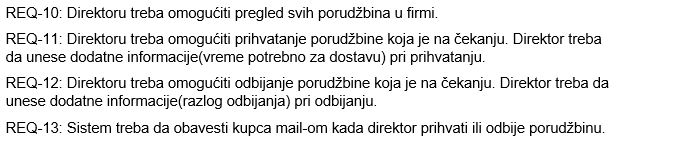 REQ-10: Direktoru treba omogućiti pregled svih porudžbina u firmi.
REQ-11: Direktoru treba omogućiti prihvatanje porudžbine koja je na čekanju. Direktor treba
da unese dodatne informacije(vreme potrebno za dostavu) pri prihvatanju.
REQ-12: Direktoru treba omogućiti odbijanje porudžbine koja je na čekanju. Direktor treba da
unese dodatne informacije(razlog odbijanja) pri odbijanju.
REQ-13: Sistem treba da obavesti kupca mail-om kada direktor prihvati ili odbije porudžbinu.